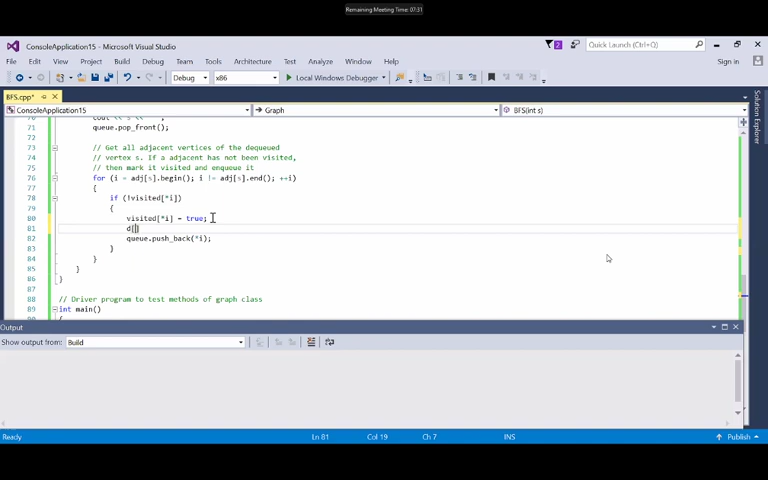 Remaining Meeting Time: 07:31
ConsoleApplication15 - Microsoft Visual Studio
2
Quick Launch (Ctrl+Q)
File Edit View Project Build Debug Team Tools Architecture Test Analyze Window Help
Sign in
Debug x86 Local Windows Debugger
BFS.cpp*
Solution Explorer
ConsoleApplication15 Graph BFS(int s)
70 cout << s << " ";
71 queue.pop_front();
72
73 // Get all adjacent vertices of the dequeued
74 // vertex s. If a adjacent has not been visited,
75 // then mark it visited and enqueue it
76 for (i = adj[s].begin(); i != adj[s].end(); ++i)
77 {
78 if (!visited[*i])
79 {
80 visited[*i] = true;
81 d[]
82 queue.push_back(*i);
83 }
84 }
85 }
86 }
87
88 // Driver program to test methods of graph class
89 int main()
90 {
Output
Show output from: Build
Ready Ln 81 Col 19 Ch 7 INS Publish